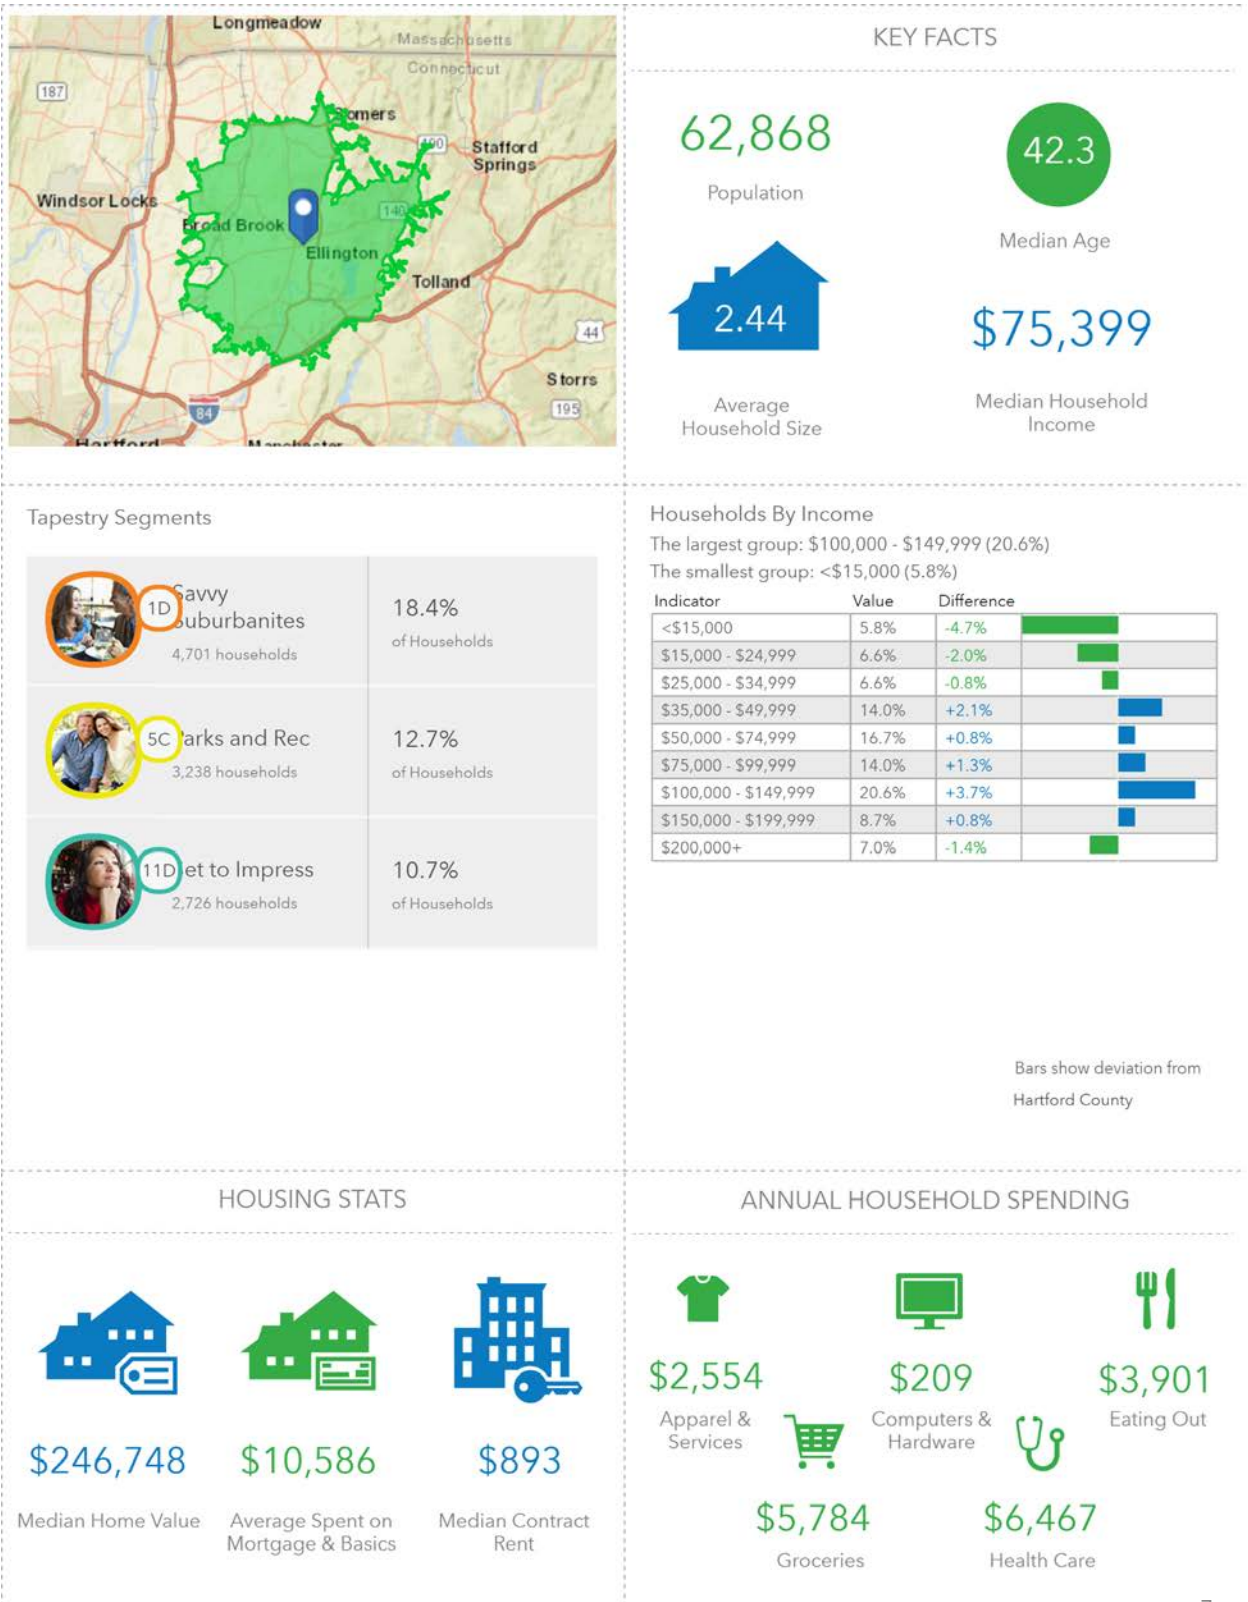 Longmeadow
Massachusetts
Connecticut
187
Somers
190
Stafford
Springs
Windsor Locks
140
Broad Brook
Ellington
Tolland
44
Storrs
195
84
Hartford
Manchester
KEY FACTS
62,868
Population
42.3
Median Age
2.44
Average
Household Size
$75,399
Median Household
Income
Tapestry Segments
1D
Savvy
Suburbanites
4,701 households
18.4%
of Households
5C
Parks and Rec
3,238 households
12.7%
of Households
11D
Set to Impress
2,726 households
10.7%
of Households
Households By Income
The largest group: $100,000 - $149,999 (20.6%)
The smallest group: <$15,000 (5.8%)
Indicator Value Difference
<$15,000 5.8% -4.7%
$15,000 - $24,999 6.6% -2.0%
$25,000 - $34,999 6.6% -0.8%
$35,000 - $49,999 14.0% +2.1%
$50,000 - $74,999 16.7% +0.8%
$75,000 - $99,999 14.0% +1.3%
$100,000 - $149,999 20.6% +3.7%
$150,000 - $199,999 8.7% +0.8%
$200,000+ 7.0% -1.4%
Bars show deviation from
Hartford County
HOUSING STATS
$246,748
Median Home Value
$10,586
Average Spent on
Mortgage & Basics
$893
Median Contract
Rent
ANNUAL HOUSEHOLD SPENDING
$2,554
Apparel &
Services
$209
Computers &
Hardware
$3,901
Eating Out
$5,784
Groceries
$6,467
Health Care